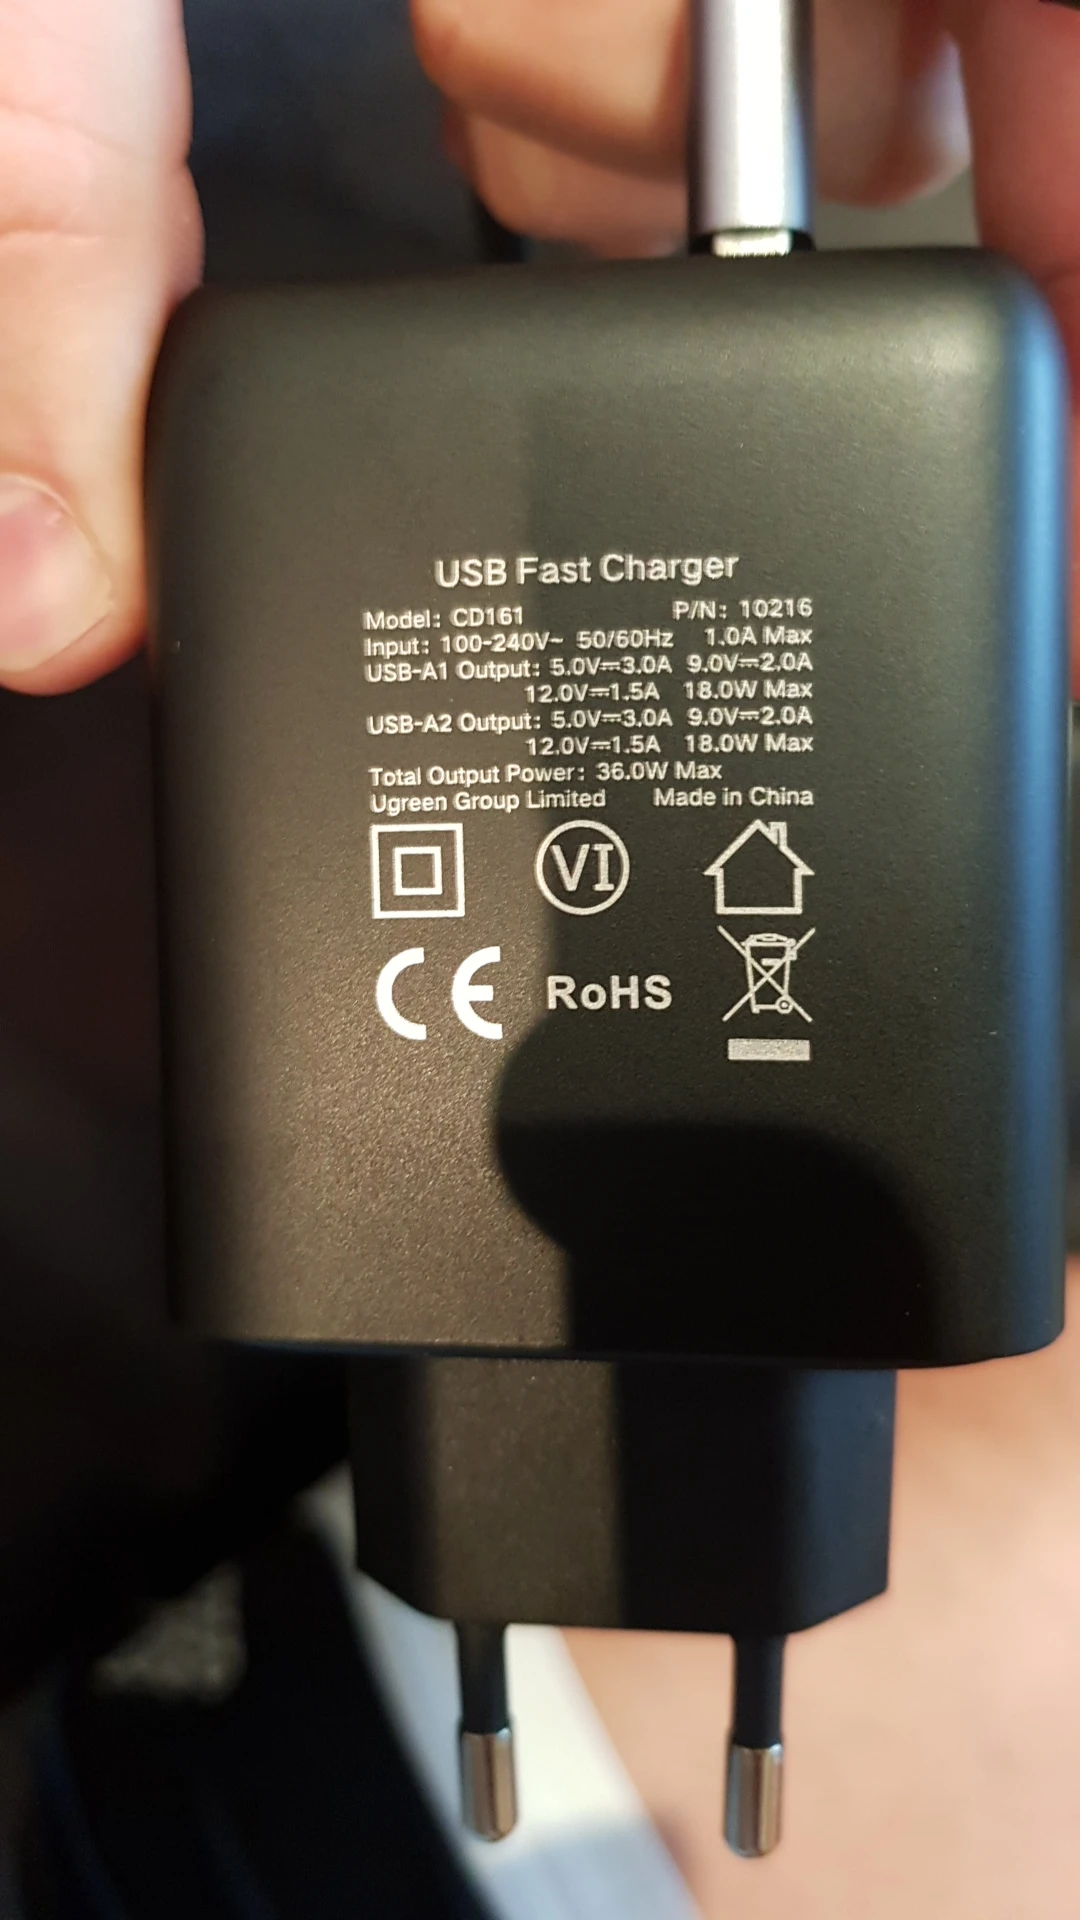 USB Fast Charger
Model: CD161 P/N: 10216
Input: 100-240V~ 50/60Hz 1.0A Max
USB-A1 Output: 5.0V⎓3.0A 9.0V⎓2.0A
12.0V⎓1.5A 18.0W Max
USB-A2 Output: 5.0V⎓3.0A 9.0V⎓2.0A
12.0V⎓1.5A 18.0W Max
Total Output Power: 36.0W Max
Ugreen Group Limited Made in China
VI
CE RoHS